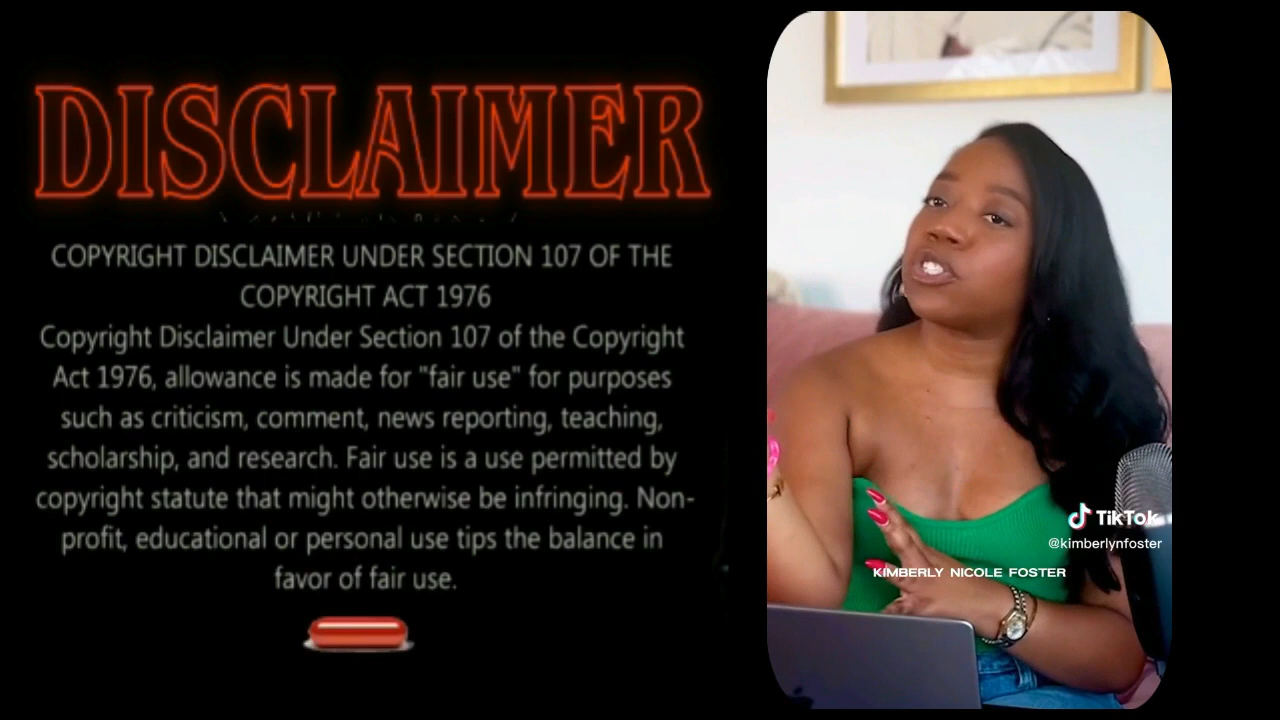 DISCLAIMER
COPYRIGHT DISCLAIMER UNDER SECTION 107 OF THE
COPYRIGHT ACT 1976
Copyright Disclaimer Under Section 107 of the Copyright
Act 1976, allowance is made for "fair use" for purposes
such as criticism, comment, news reporting, teaching,
scholarship, and research. Fair use is a use permitted by
copyright statute that might otherwise be infringing. Non-
profit, educational or personal use tips the balance in
favor of fair use.
TikTok
@kimberlynfoster
KIMBERLY NICOLE FOSTER